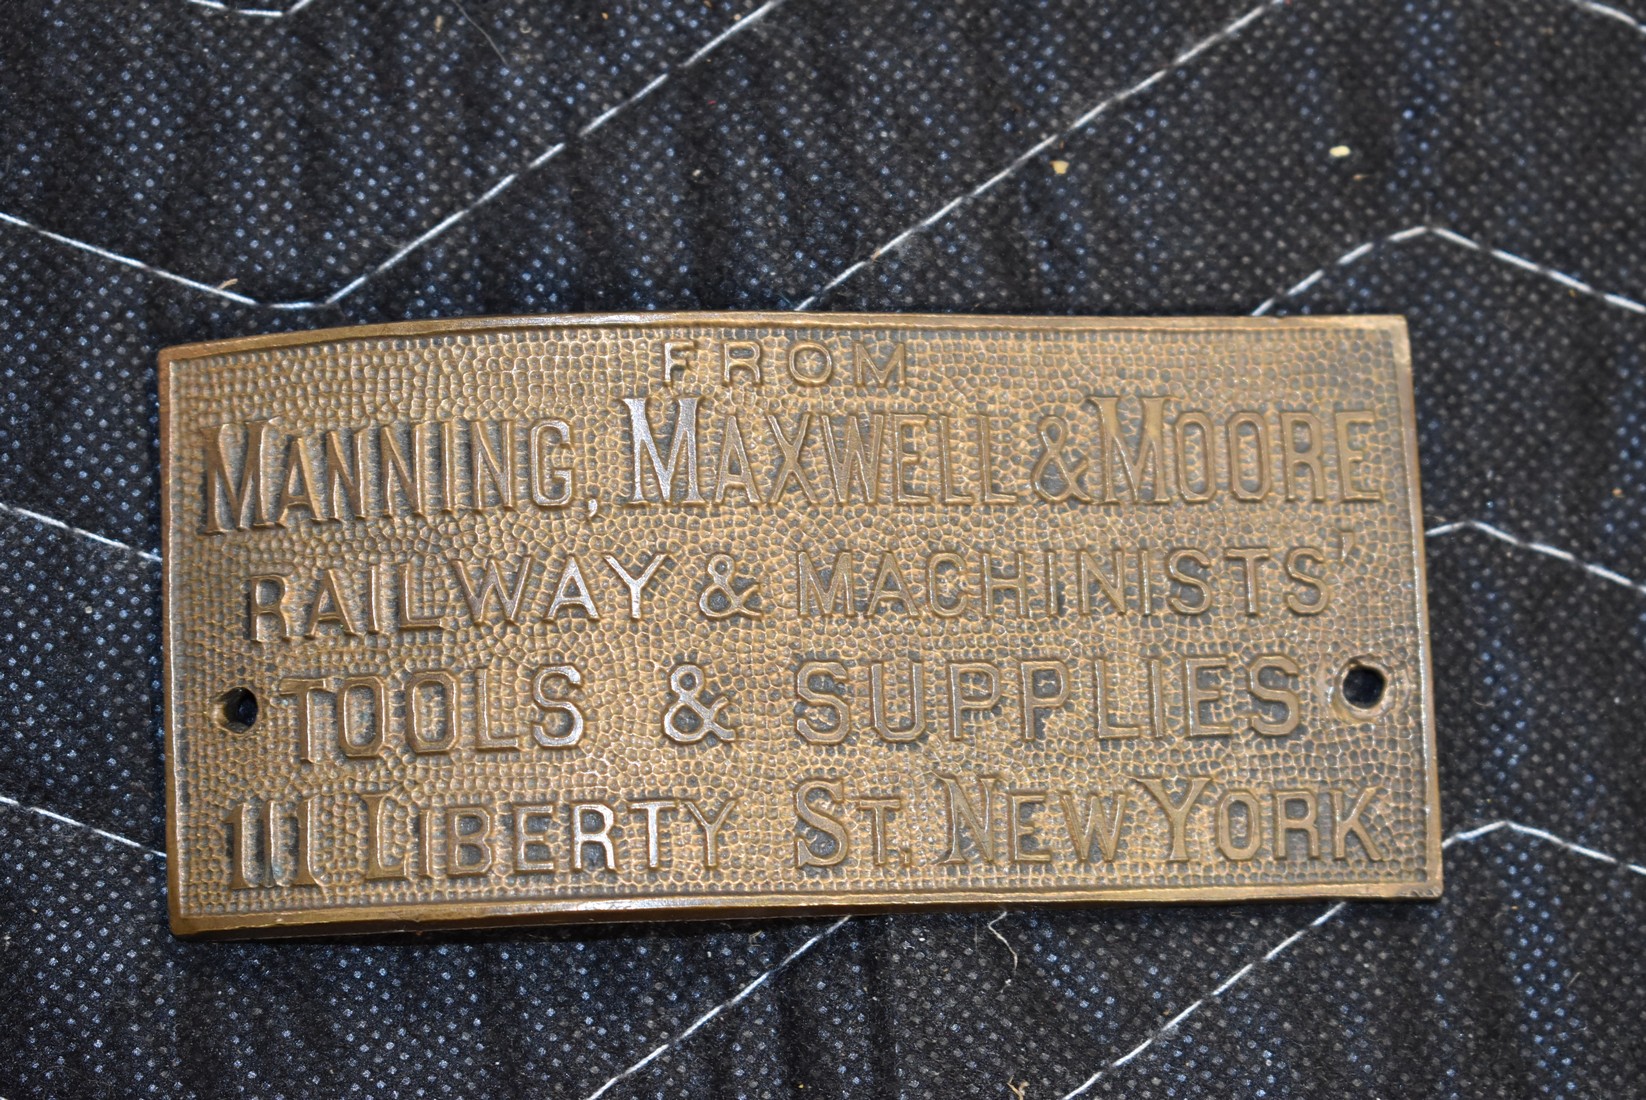 FROM
MANNING, MAXWELL & MOORE
RAILWAY & MACHINISTS'
TOOLS & SUPPLIES
111 LIBERTY ST, NEW YORK